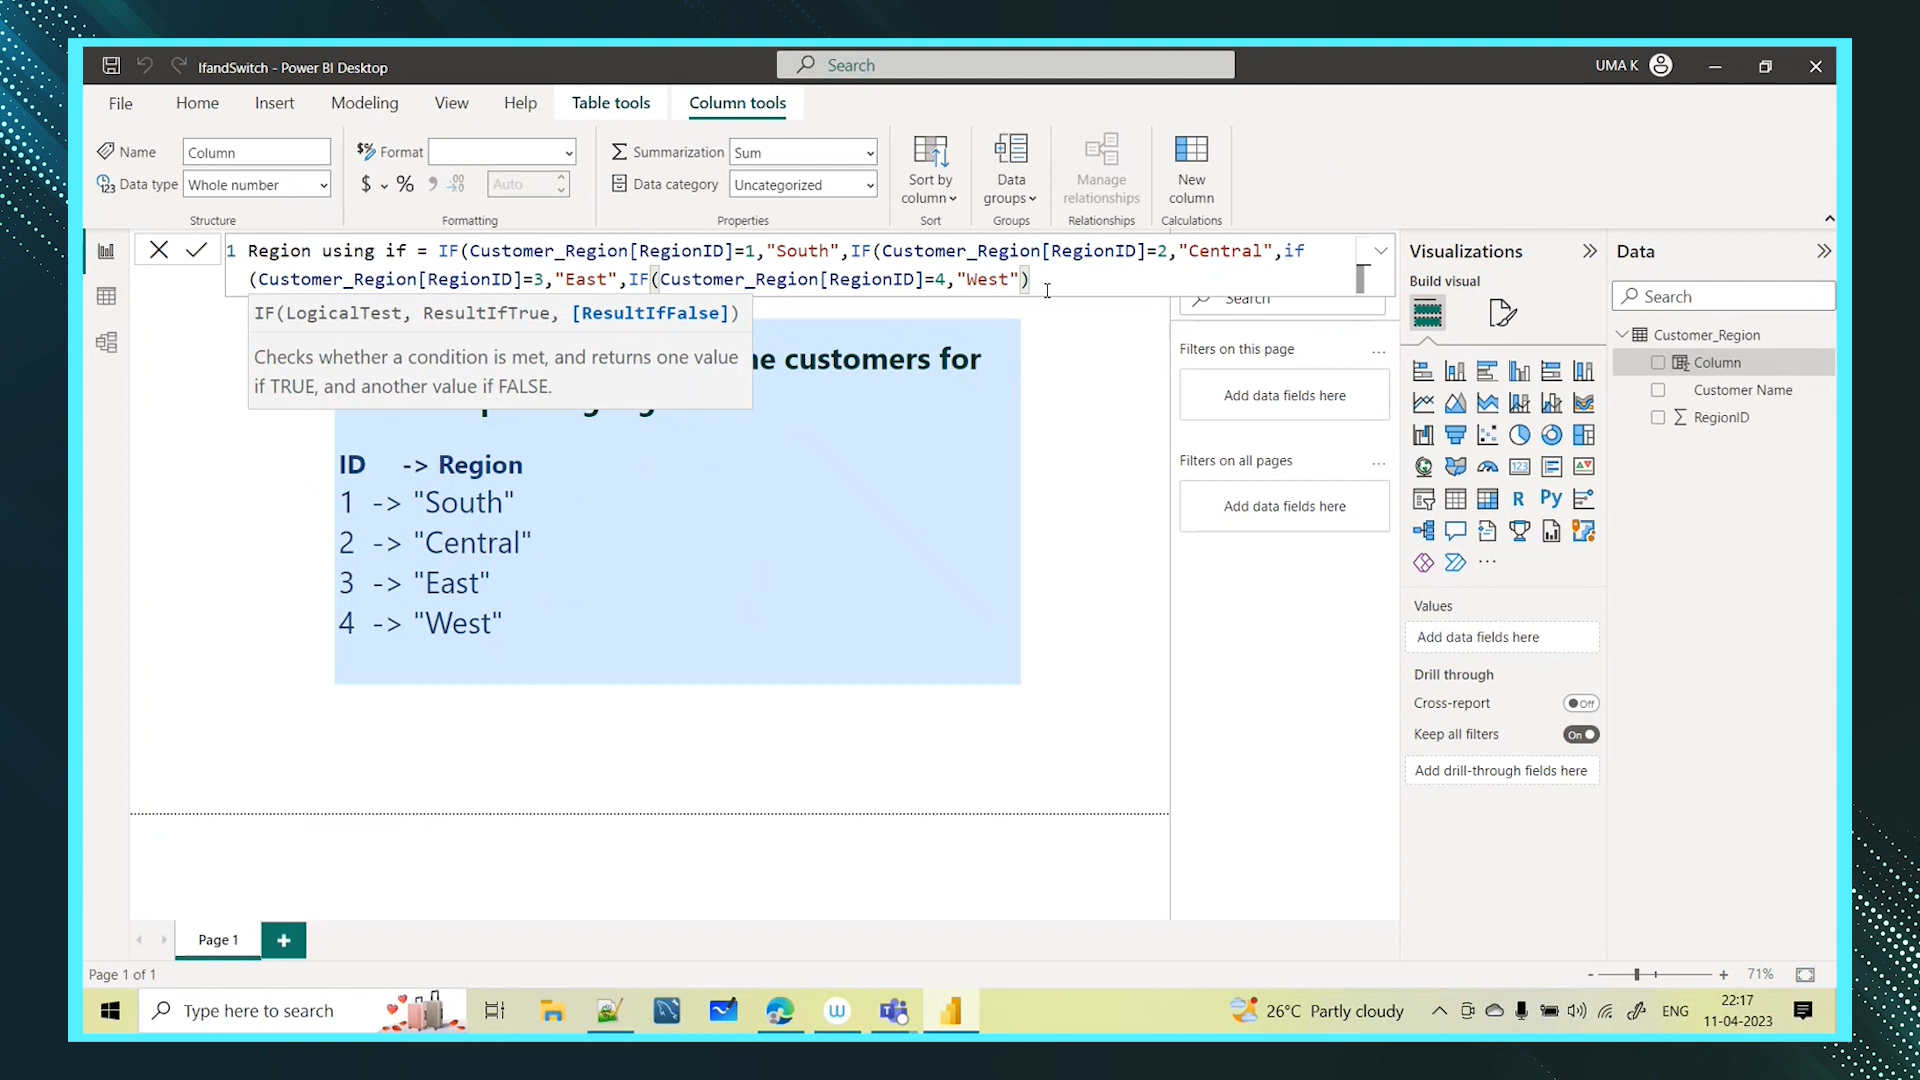 IfandSwitch - Power BI Desktop
Search
UMA K
File
Home
Insert
Modeling
View
Help
Table tools
Column tools
Name
Column
Data type
Whole number
Structure
Format
$
%
Auto
Formatting
Summarization
Sum
Data category
Uncategorized
Properties
Sort by
column
Sort
Data
groups
Groups
Manage
relationships
Relationships
New
column
Calculations
1 Region using if = IF(Customer_Region[RegionID]=1,"South",IF(Customer_Region[RegionID]=2,"Central",if
(Customer_Region[RegionID]=3,"East",IF(Customer_Region[RegionID]=4,"West")
IF(LogicalTest, ResultIfTrue, [ResultIfFalse])
Checks whether a condition is met, and returns one value
if TRUE, and another value if FALSE.
customers for
ID -> Region
1 -> "South"
2 -> "Central"
3 -> "East"
4 -> "West"
Search
Filters on this page
...
Add data fields here
Filters on all pages
...
Add data fields here
Visualizations
Build visual
123
R
Py
...
Values
Add data fields here
Drill through
Cross-report
Off
Keep all filters
On
Add drill-through fields here
Data
Search
Customer_Region
Column
Customer Name
RegionID
Page 1
Page 1 of 1
71%
Type here to search
26°C Partly cloudy
ENG
22:17
11-04-2023